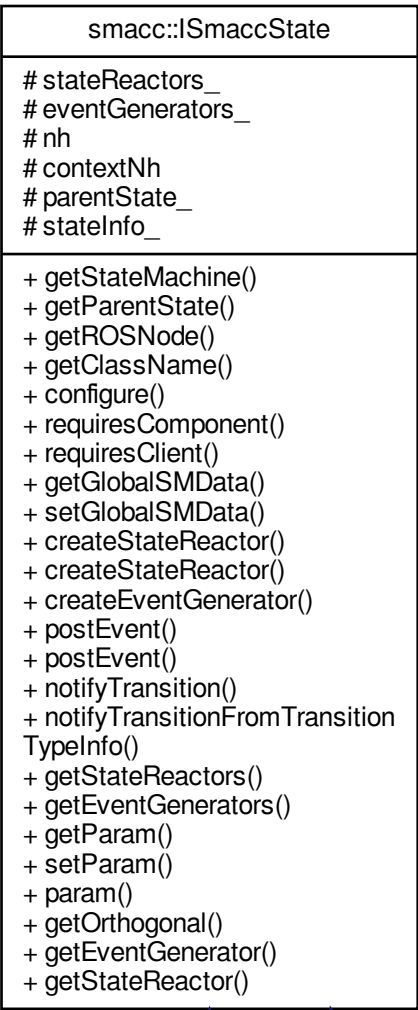 smacc::ISmaccState
# stateReactors_
# eventGenerators_
# nh
# contextNh
# parentState_
# stateInfo_
+ getStateMachine()
+ getParentState()
+ getROSNode()
+ getClassName()
+ configure()
+ requiresComponent()
+ requiresClient()
+ getGlobalSMData()
+ setGlobalSMData()
+ createStateReactor()
+ createStateReactor()
+ createEventGenerator()
+ postEvent()
+ postEvent()
+ notifyTransition()
+ notifyTransitionFromTransition
TypeInfo()
+ getStateReactors()
+ getEventGenerators()
+ getParam()
+ setParam()
+ param()
+ getOrthogonal()
+ getEventGenerator()
+ getStateReactor()